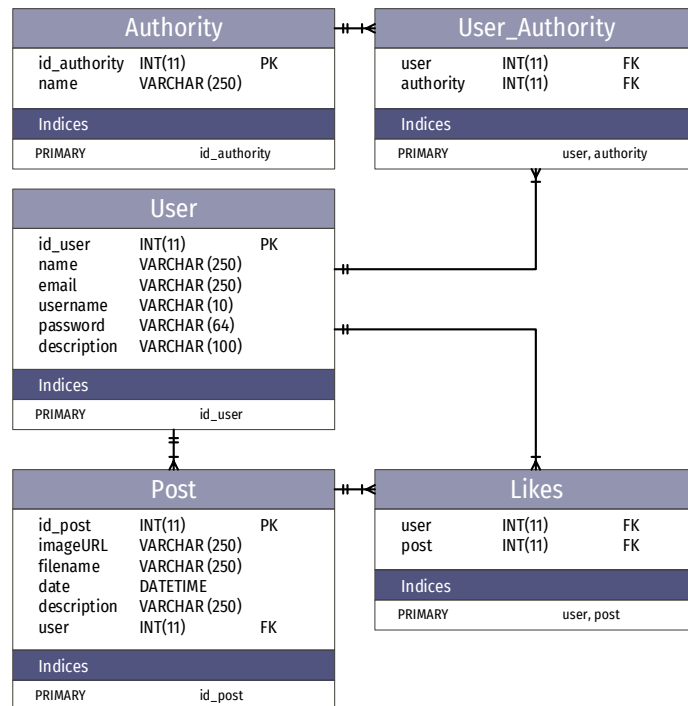 Authority
id_authority INT(11) PK
name VARCHAR (250)
Indices
PRIMARY id_authority
User_Authority
user INT(11) FK
authority INT(11) FK
Indices
PRIMARY user, authority
User
id_user INT(11) PK
name VARCHAR (250)
email VARCHAR (250)
username VARCHAR (10)
password VARCHAR (64)
description VARCHAR (100)
Indices
PRIMARY id_user
Post
id_post INT(11) PK
imageURL VARCHAR (250)
filename VARCHAR (250)
date DATETIME
description VARCHAR (250)
user INT(11) FK
Indices
PRIMARY id_post
Likes
user INT(11) FK
post INT(11) FK
Indices
PRIMARY user, post